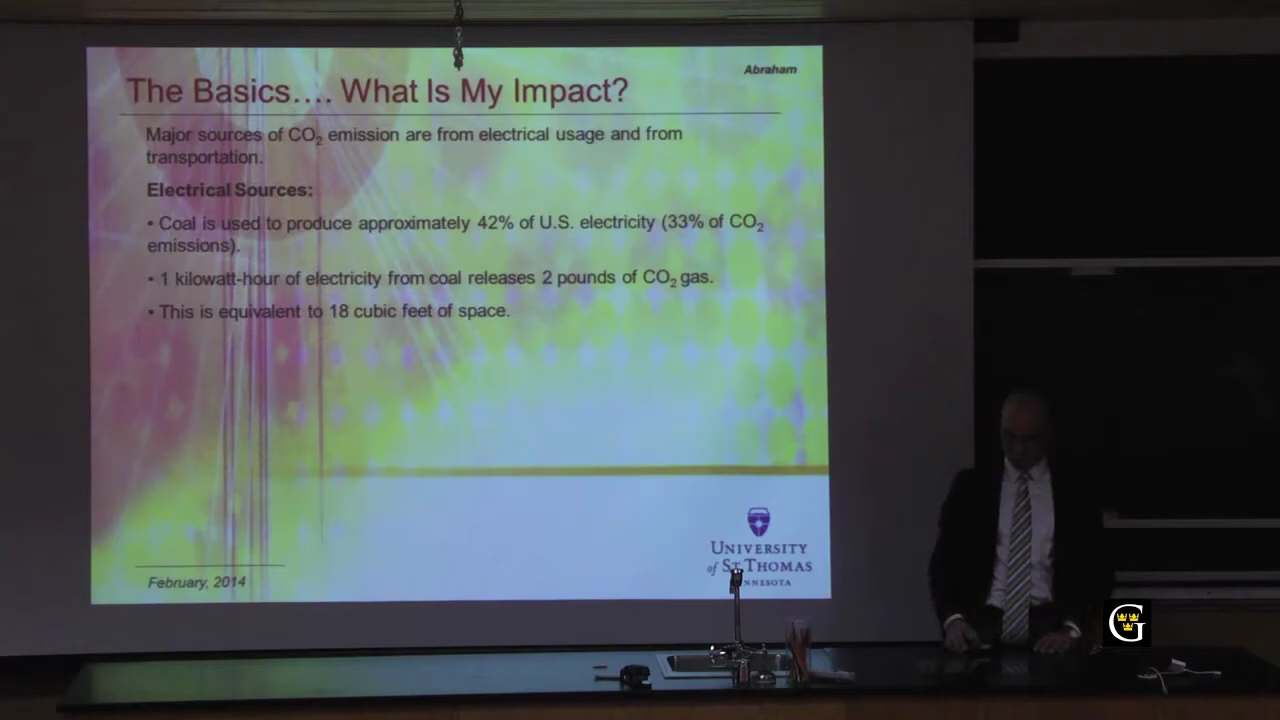 Abraham
The Basics…. What Is My Impact?
Major sources of CO₂ emission are from electrical usage and from
transportation.
Electrical Sources:
• Coal is used to produce approximately 42% of U.S. electricity (33% of CO₂
emissions).
• 1 kilowatt-hour of electricity from coal releases 2 pounds of CO₂ gas.
• This is equivalent to 18 cubic feet of space.
UNIVERSITY
of ST. THOMAS
NNESOTA
February, 2014
G